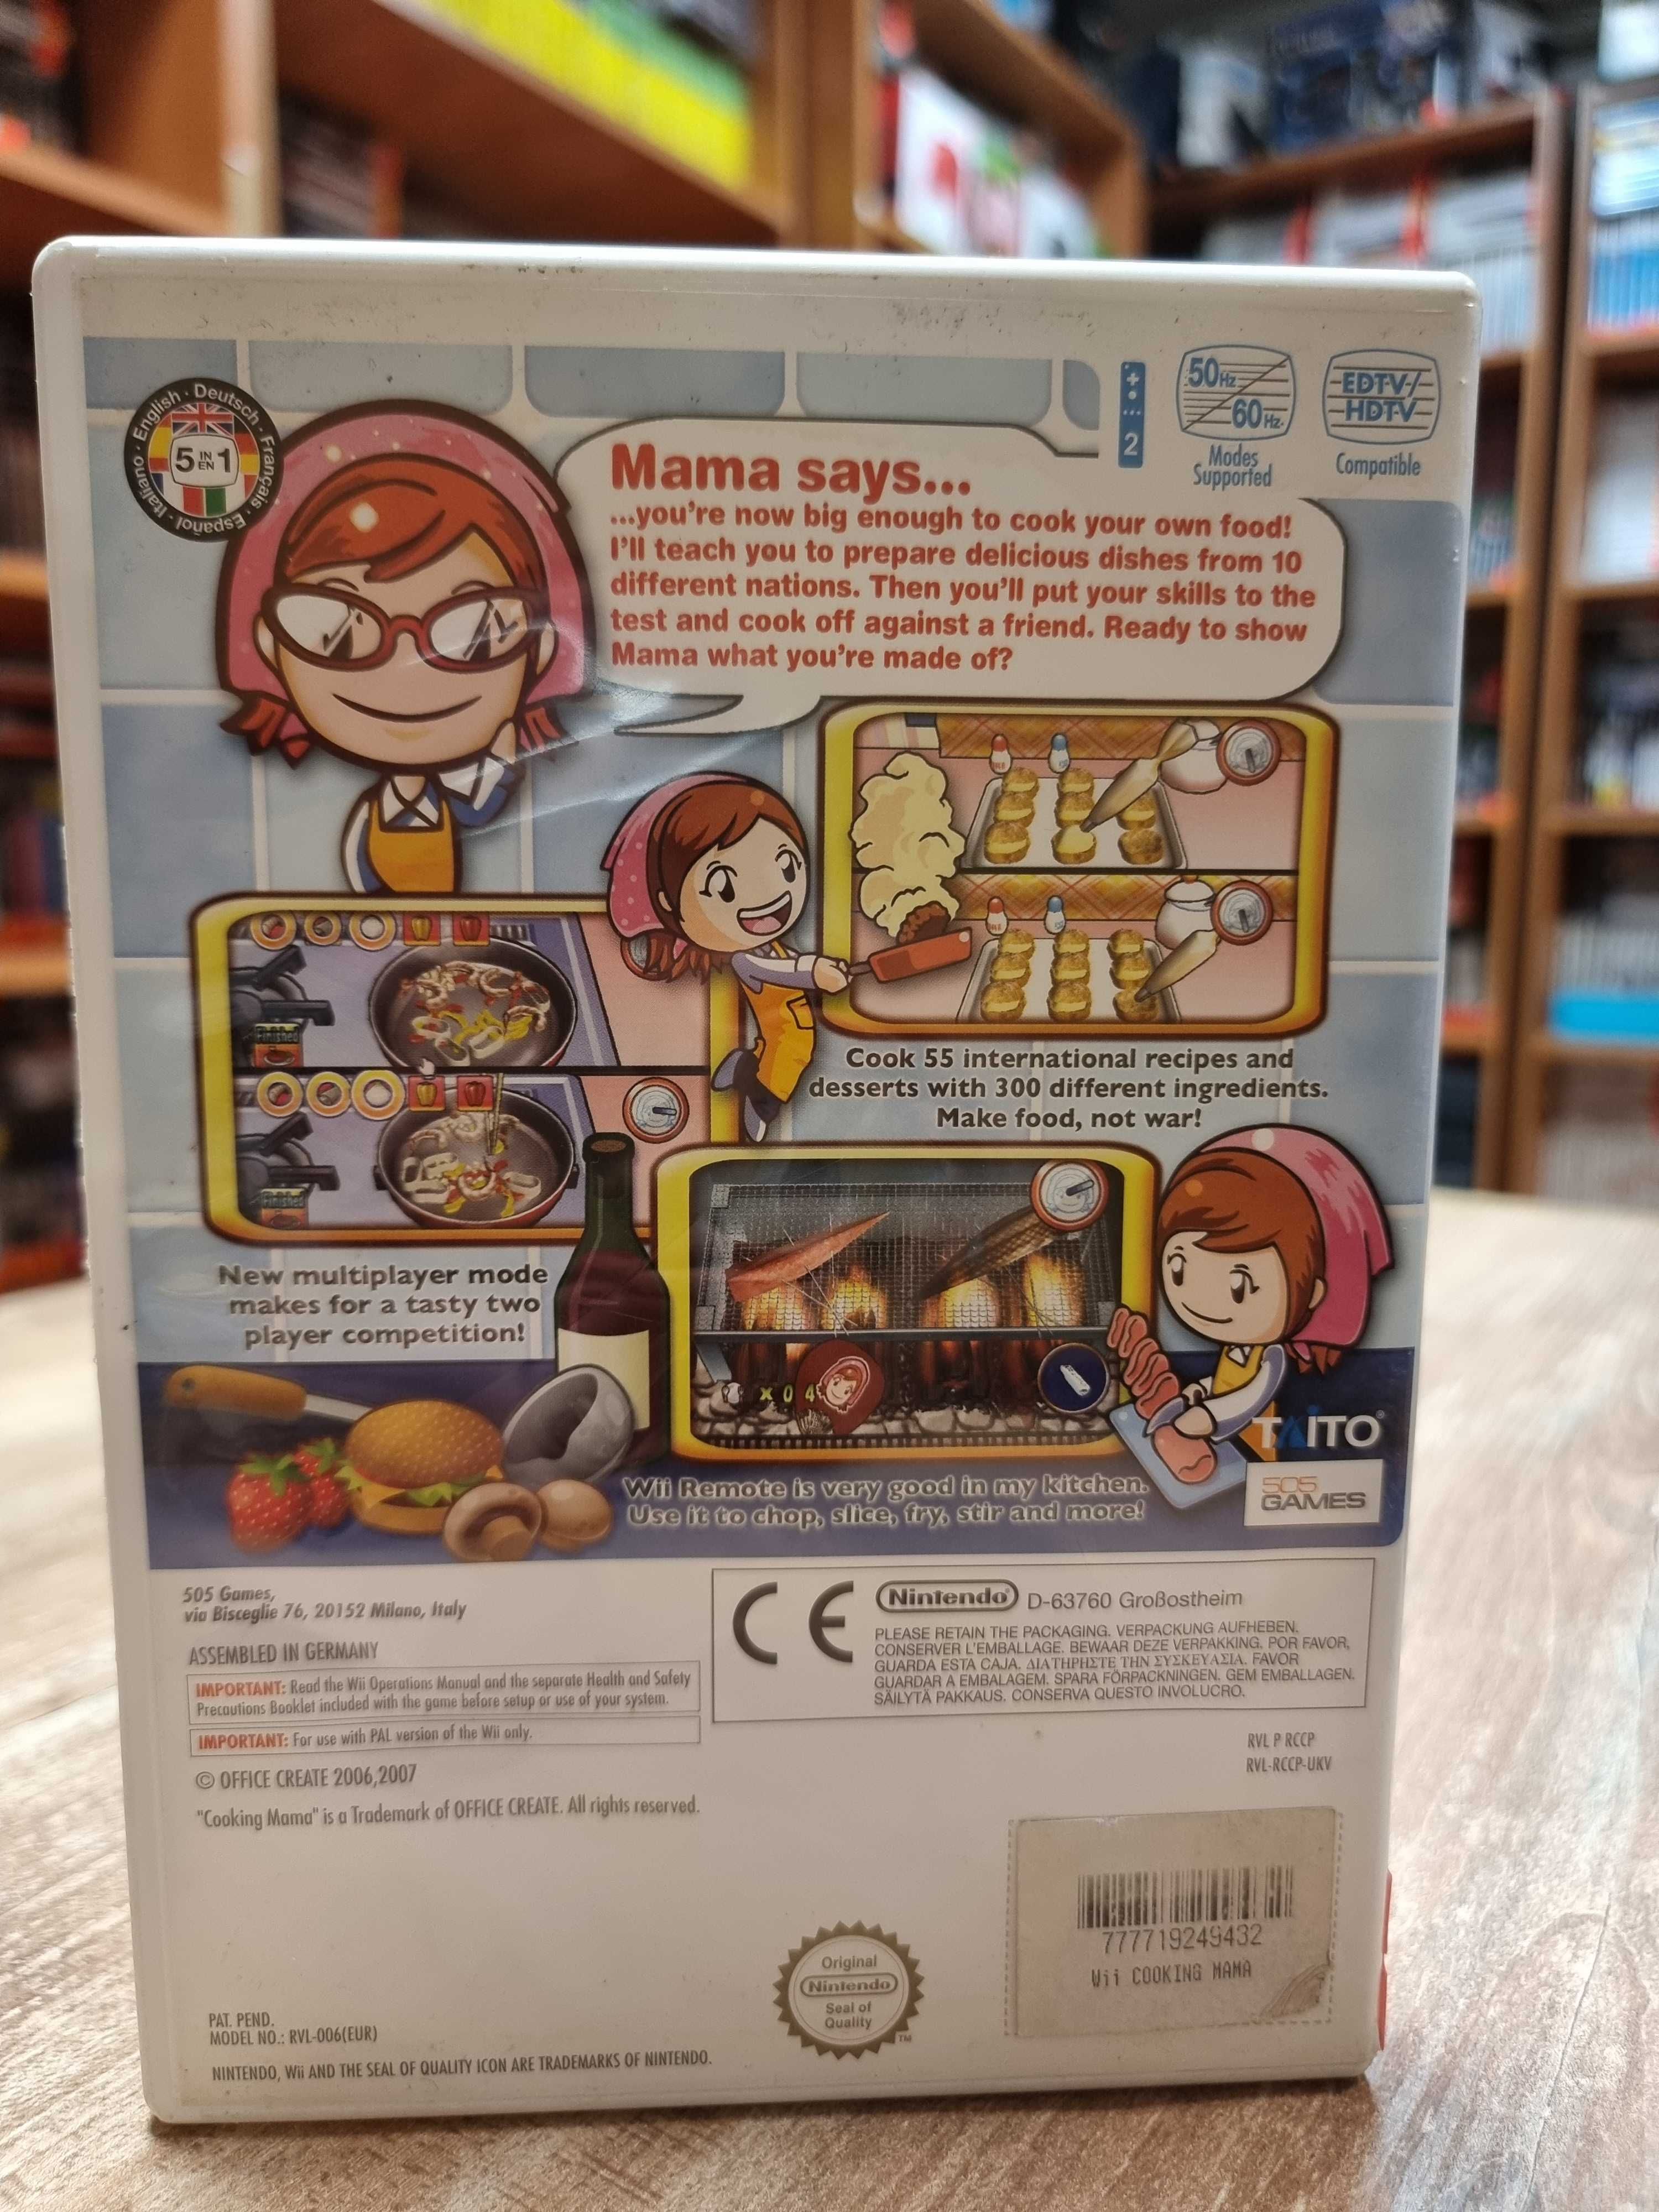 English · Deutsch · Français · Español · Italiano
5 IN EN 1
2
50Hz
60Hz
Modes
Supported
EDTV/
HDTV
Compatible
Mama says...
...you're now big enough to cook your own food!
I'll teach you to prepare delicious dishes from 10
different nations. Then you'll put your skills to the
test and cook off against a friend. Ready to show
Mama what you're made of?
Cook 55 international recipes and
desserts with 300 different ingredients.
Make food, not war!
Finished
Finished
New multiplayer mode
makes for a tasty two
player competition!
x 0 4
Wii Remote is very good in my kitchen.
Use it to chop, slice, fry, stir and more!
TAITO®
505
GAMES
505 Games,
via Bisceglie 76, 20152 Milano, Italy
ASSEMBLED IN GERMANY
IMPORTANT: Read the Wii Operations Manual and the separate Health and Safety
Precautions Booklet included with the game before setup or use of your system.
IMPORTANT: For use with PAL version of the Wii only.
© OFFICE CREATE 2006,2007
"Cooking Mama" is a Trademark of OFFICE CREATE. All rights reserved.
CE
Nintendo® D-63760 Großostheim
PLEASE RETAIN THE PACKAGING. VERPACKUNG AUFHEBEN.
CONSERVER L'EMBALLAGE. BEWAAR DEZE VERPAKKING. POR FAVOR,
GUARDA ESTA CAJA. ΔΙΑΤΗΡΗΣΤΕ ΤΗΝ ΣΥΣΚΕΥΑΣΙΑ. FAVOR
GUARDAR A EMBALAGEM. SPARA FÖRPACKNINGEN. GEM EMBALLAGEN.
SÄILYTÄ PAKKAUS. CONSERVA QUESTO INVOLUCRO.
RVL P RCCP
RVL-RCCP-UKV
777719249432
Wii COOKING MAMA
Original
Nintendo
Seal of
Quality
TM
PAT. PEND.
MODEL NO.: RVL-006(EUR)
NINTENDO, Wii AND THE SEAL OF QUALITY ICON ARE TRADEMARKS OF NINTENDO.